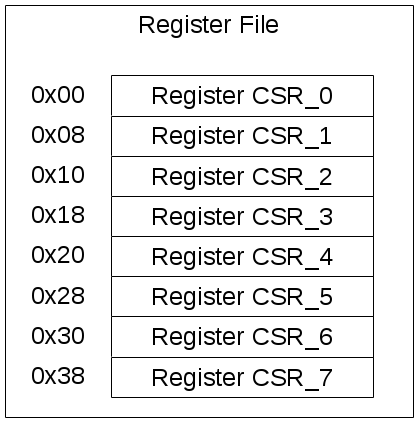 Register File
0x00 Register CSR_0
0x08 Register CSR_1
0x10 Register CSR_2
0x18 Register CSR_3
0x20 Register CSR_4
0x28 Register CSR_5
0x30 Register CSR_6
0x38 Register CSR_7